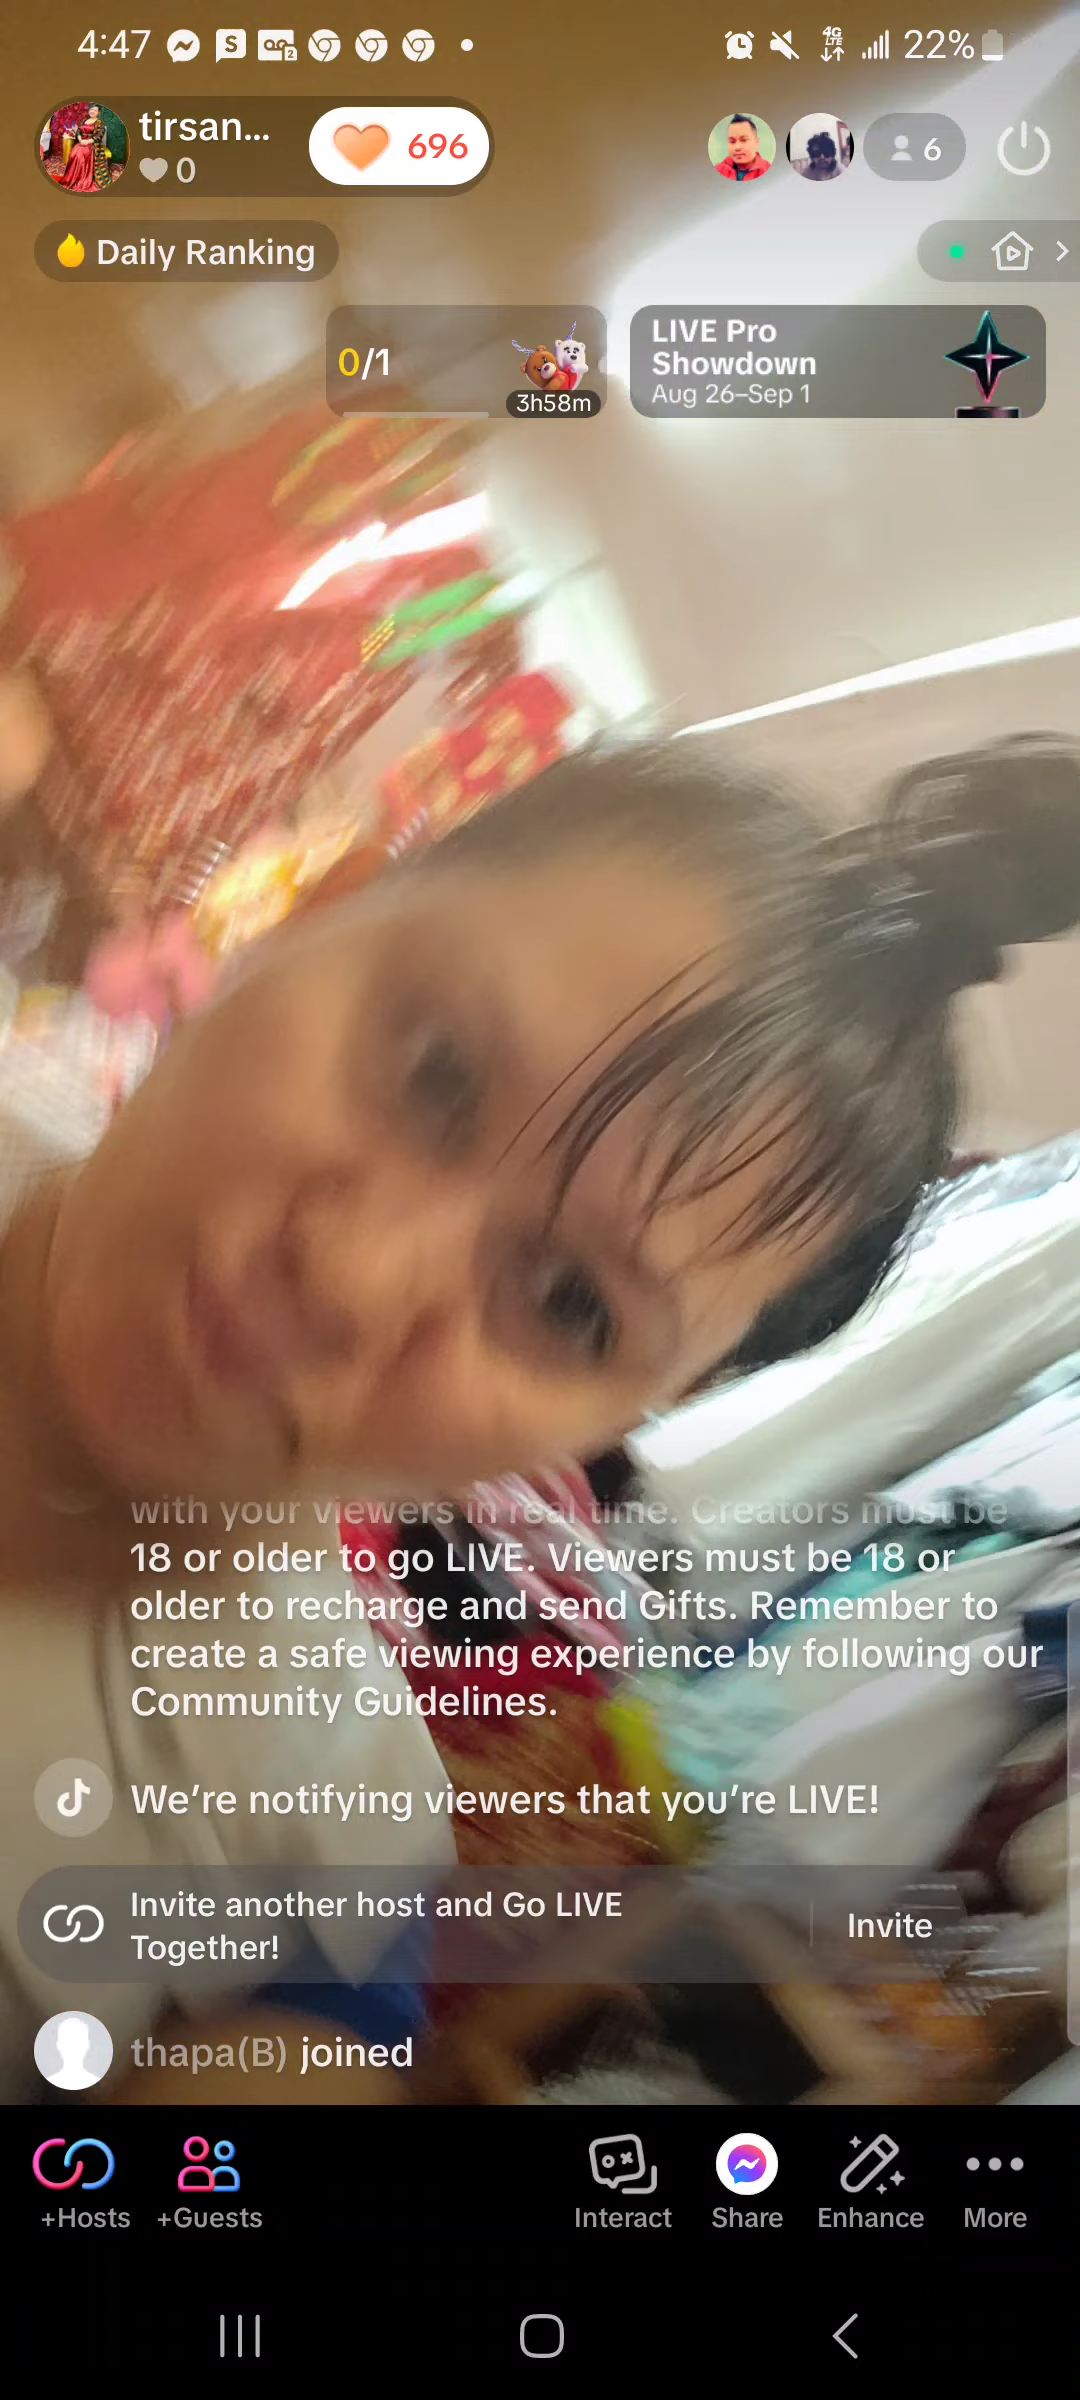 4:47
4G
LTE
22%
tirsan...
696
0
6
Daily Ranking
0/1
3h58m
LIVE Pro
Showdown
Aug 26–Sep 1
with your viewers in real time. Creators must be
18 or older to go LIVE. Viewers must be 18 or
older to recharge and send Gifts. Remember to
create a safe viewing experience by following our
Community Guidelines.
We’re notifying viewers that you’re LIVE!
Invite another host and Go LIVE
Together!
Invite
thapa(B) joined
+Hosts
+Guests
Interact
Share
Enhance
More